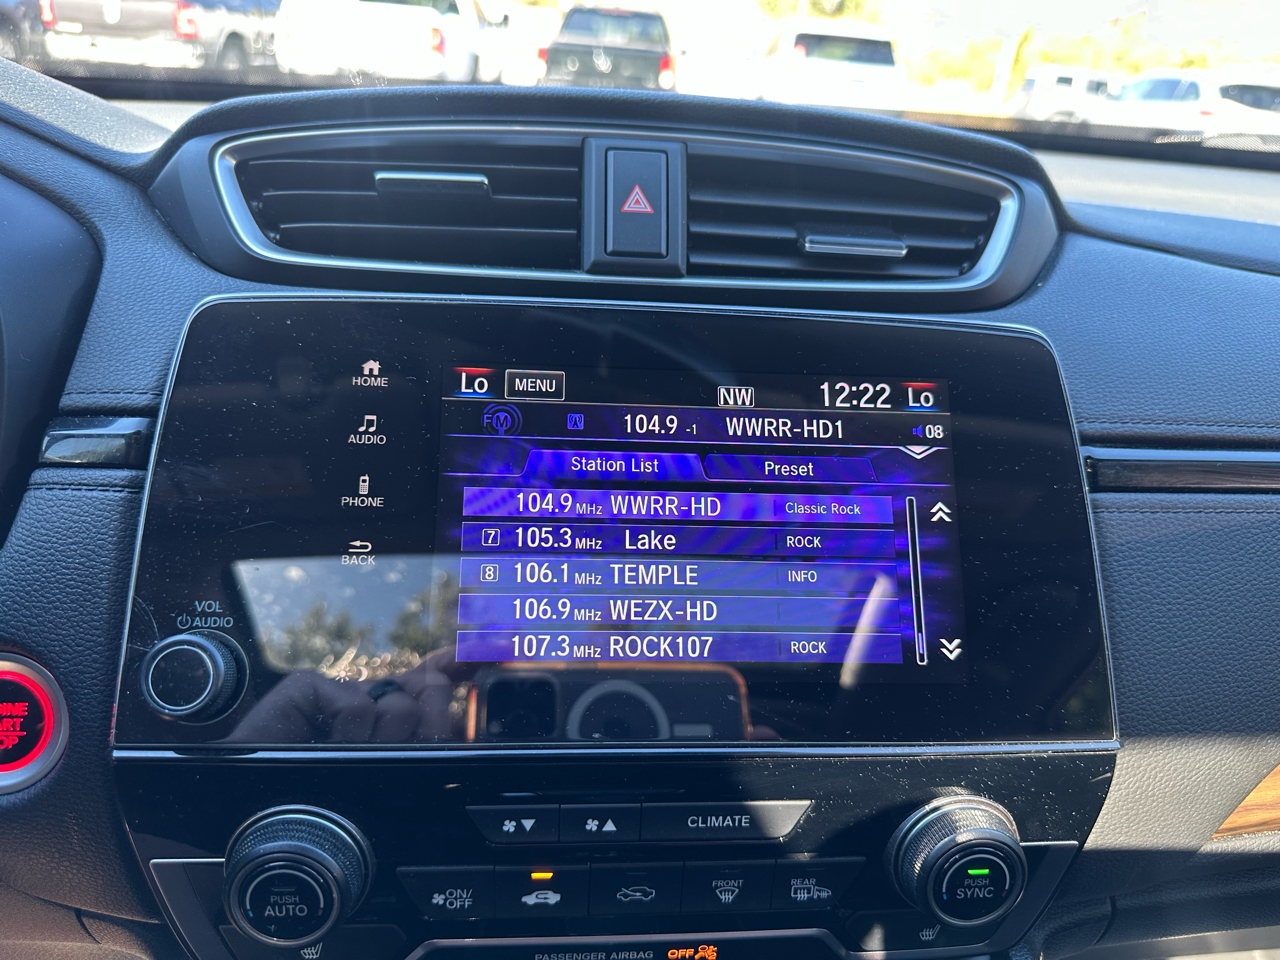 Lo MENU NW 12:22 Lo
FM 104.9 -1 WWRR-HD1 08
Station List Preset
104.9 MHz WWRR-HD Classic Rock
7 105.3 MHz Lake ROCK
8 106.1 MHz TEMPLE INFO
106.9 MHz WEZX-HD
107.3 MHz ROCK107 ROCK
HOME
AUDIO
PHONE
BACK
VOL
AUDIO
CLIMATE
PUSH
AUTO
ON/
OFF
FRONT
REAR
PUSH
SYNC
PASSENGER AIRBAG OFF